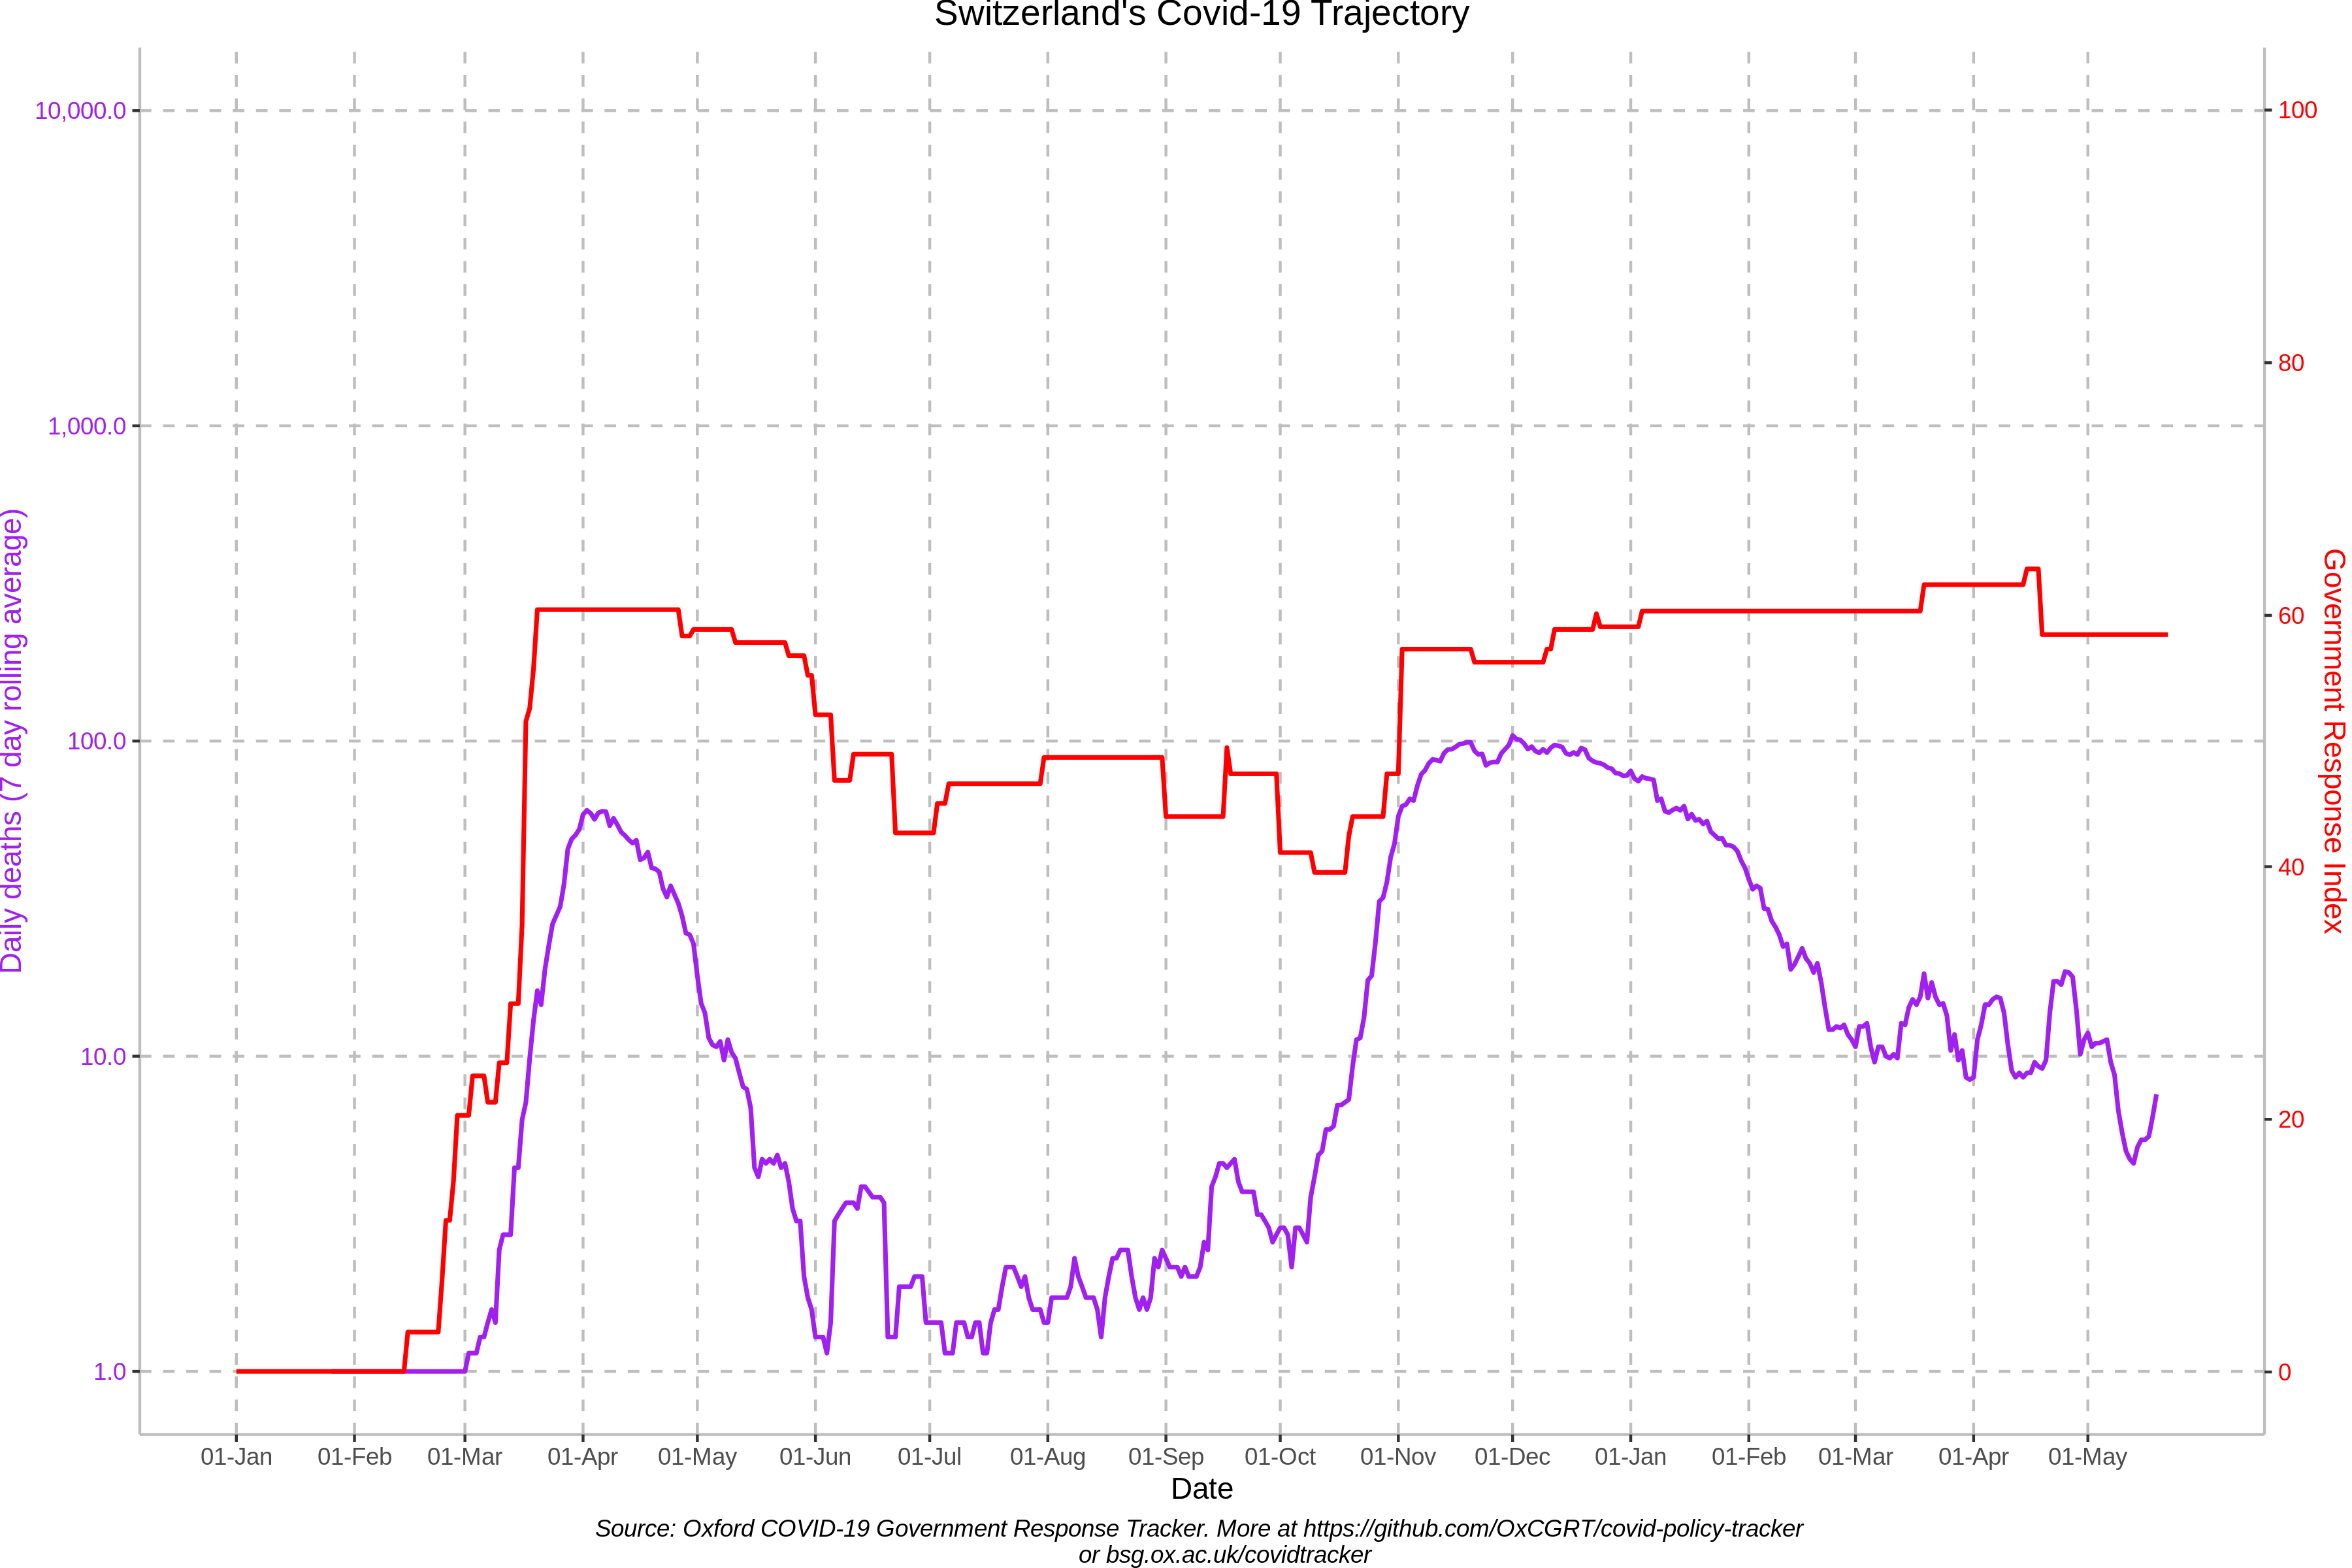 Switzerland's Covid-19 Trajectory
10,000.0
1,000.0
100.0
10.0
1.0
Daily deaths (7 day rolling average)
100
80
60
40
20
0
Government Response Index
01-Jan
01-Feb
01-Mar
01-Apr
01-May
01-Jun
01-Jul
01-Aug
01-Sep
01-Oct
01-Nov
01-Dec
01-Jan
01-Feb
01-Mar
01-Apr
01-May
Date
Source: Oxford COVID-19 Government Response Tracker. More at https://github.com/OxCGRT/covid-policy-tracker
or bsg.ox.ac.uk/covidtracker